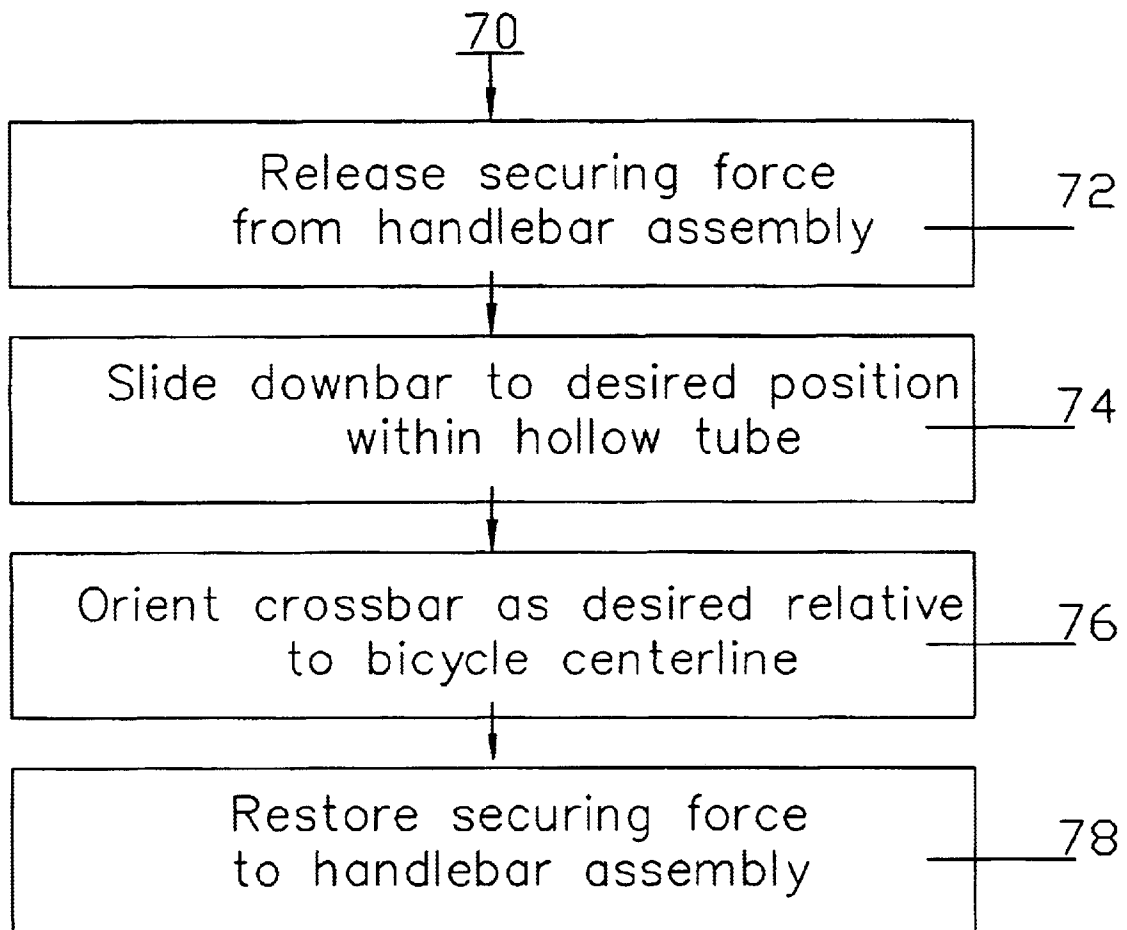 70
Release securing force
from handlebar assembly
72
Slide downbar to desired position
within hollow tube
74
Orient crossbar as desired relative
to bicycle centerline
76
Restore securing force
to handlebar assembly
78